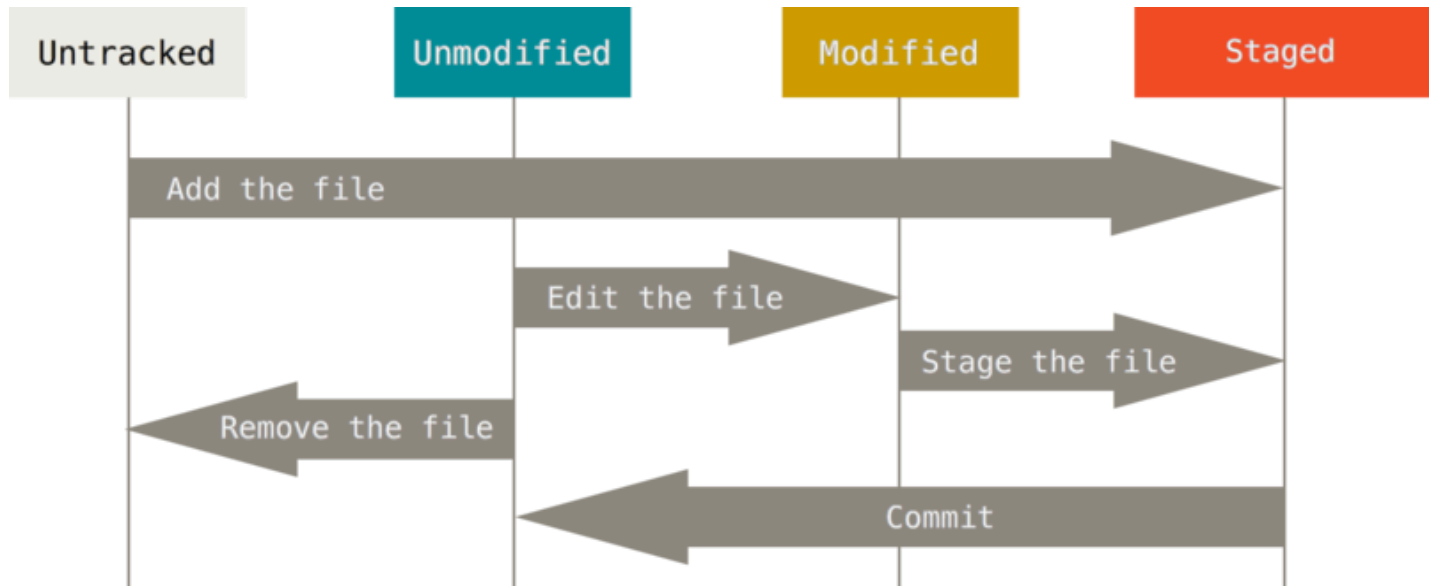 Untracked
Unmodified
Modified
Staged
Add the file
Edit the file
Stage the file
Remove the file
Commit